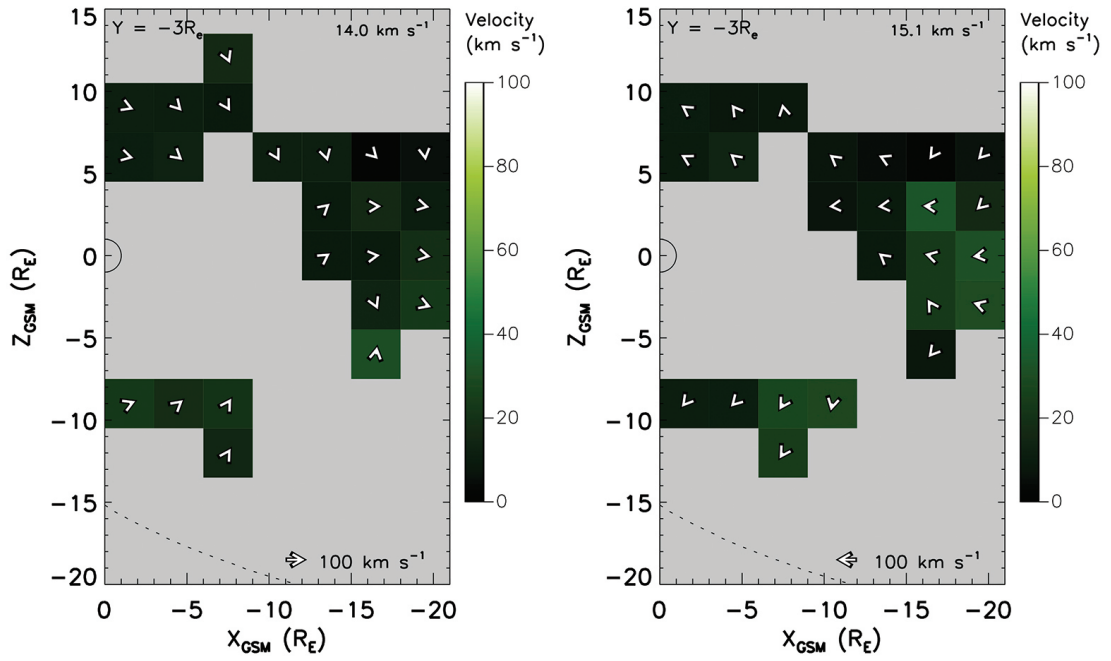 Y = −3Rₑ 14.0 km s⁻¹
Velocity
(km s⁻¹)
15
10
5
0
−5
−10
−15
−20
Z_GSM (R_E)
100
80
60
40
20
0
100 km s⁻¹
0 −5 −10 −15 −20
X_GSM (R_E)
Y = −3Rₑ 15.1 km s⁻¹
Velocity
(km s⁻¹)
15
10
5
0
−5
−10
−15
−20
Z_GSM (R_E)
100
80
60
40
20
0
100 km s⁻¹
0 −5 −10 −15 −20
X_GSM (R_E)